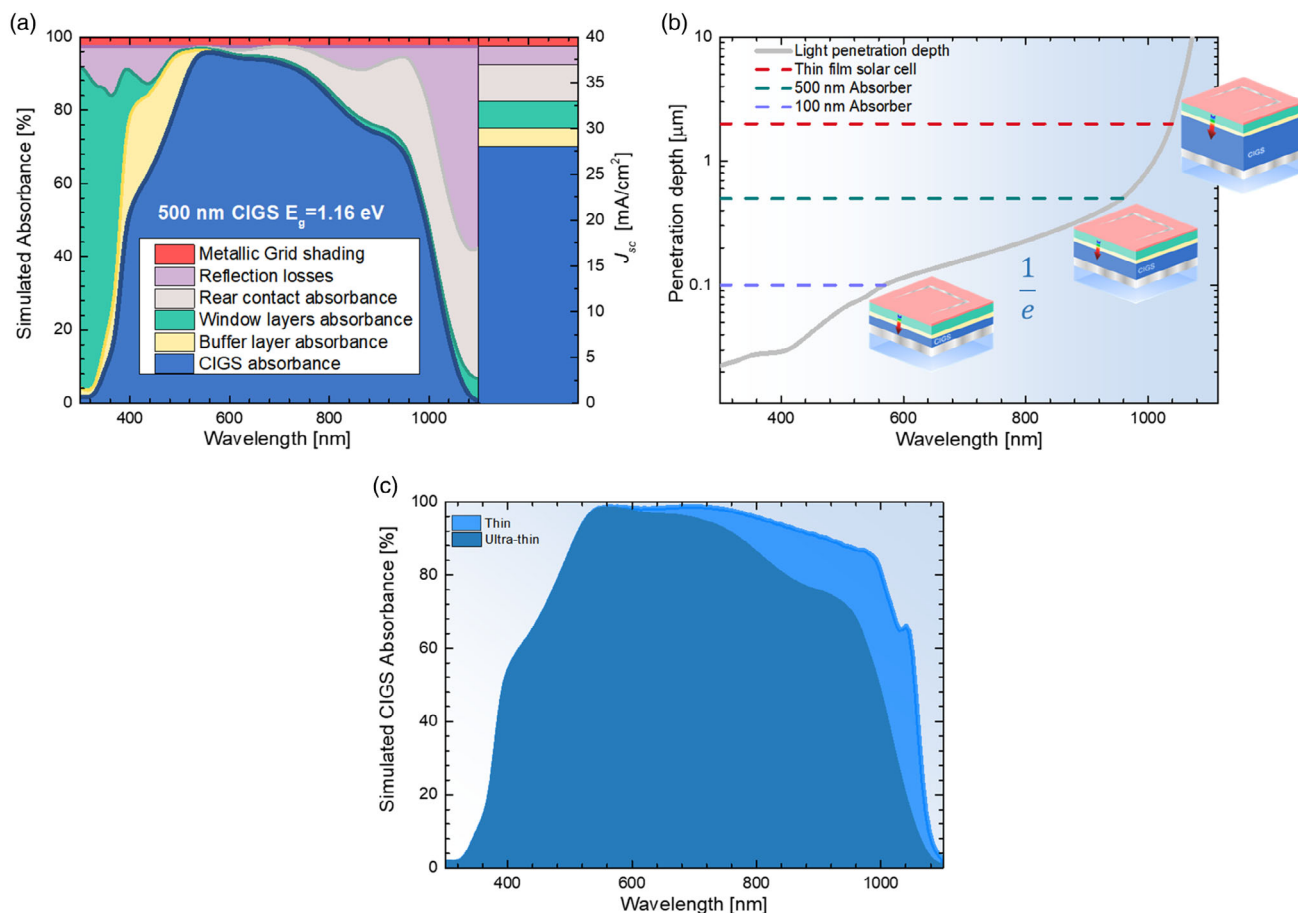 (a)
100
80
60
40
20
0
Simulated Absorbance [%]
400
600
800
1000
Wavelength [nm]
40
35
30
25
20
15
10
5
0
J_sc [mA/cm²]
500 nm CIGS E_g=1.16 eV
Metallic Grid shading
Reflection losses
Rear contact absorbance
Window layers absorbance
Buffer layer absorbance
CIGS absorbance
(b)
10
1
0.1
Penetration depth [μm]
Light penetration depth
Thin film solar cell
500 nm Absorber
100 nm Absorber
CIGS
CIGS
CIGS
1
e
400
600
800
1000
Wavelength [nm]
(c)
100
80
60
40
20
0
Simulated CIGS Absorbance [%]
Thin
Ultra-thin
400
600
800
1000
Wavelength [nm]